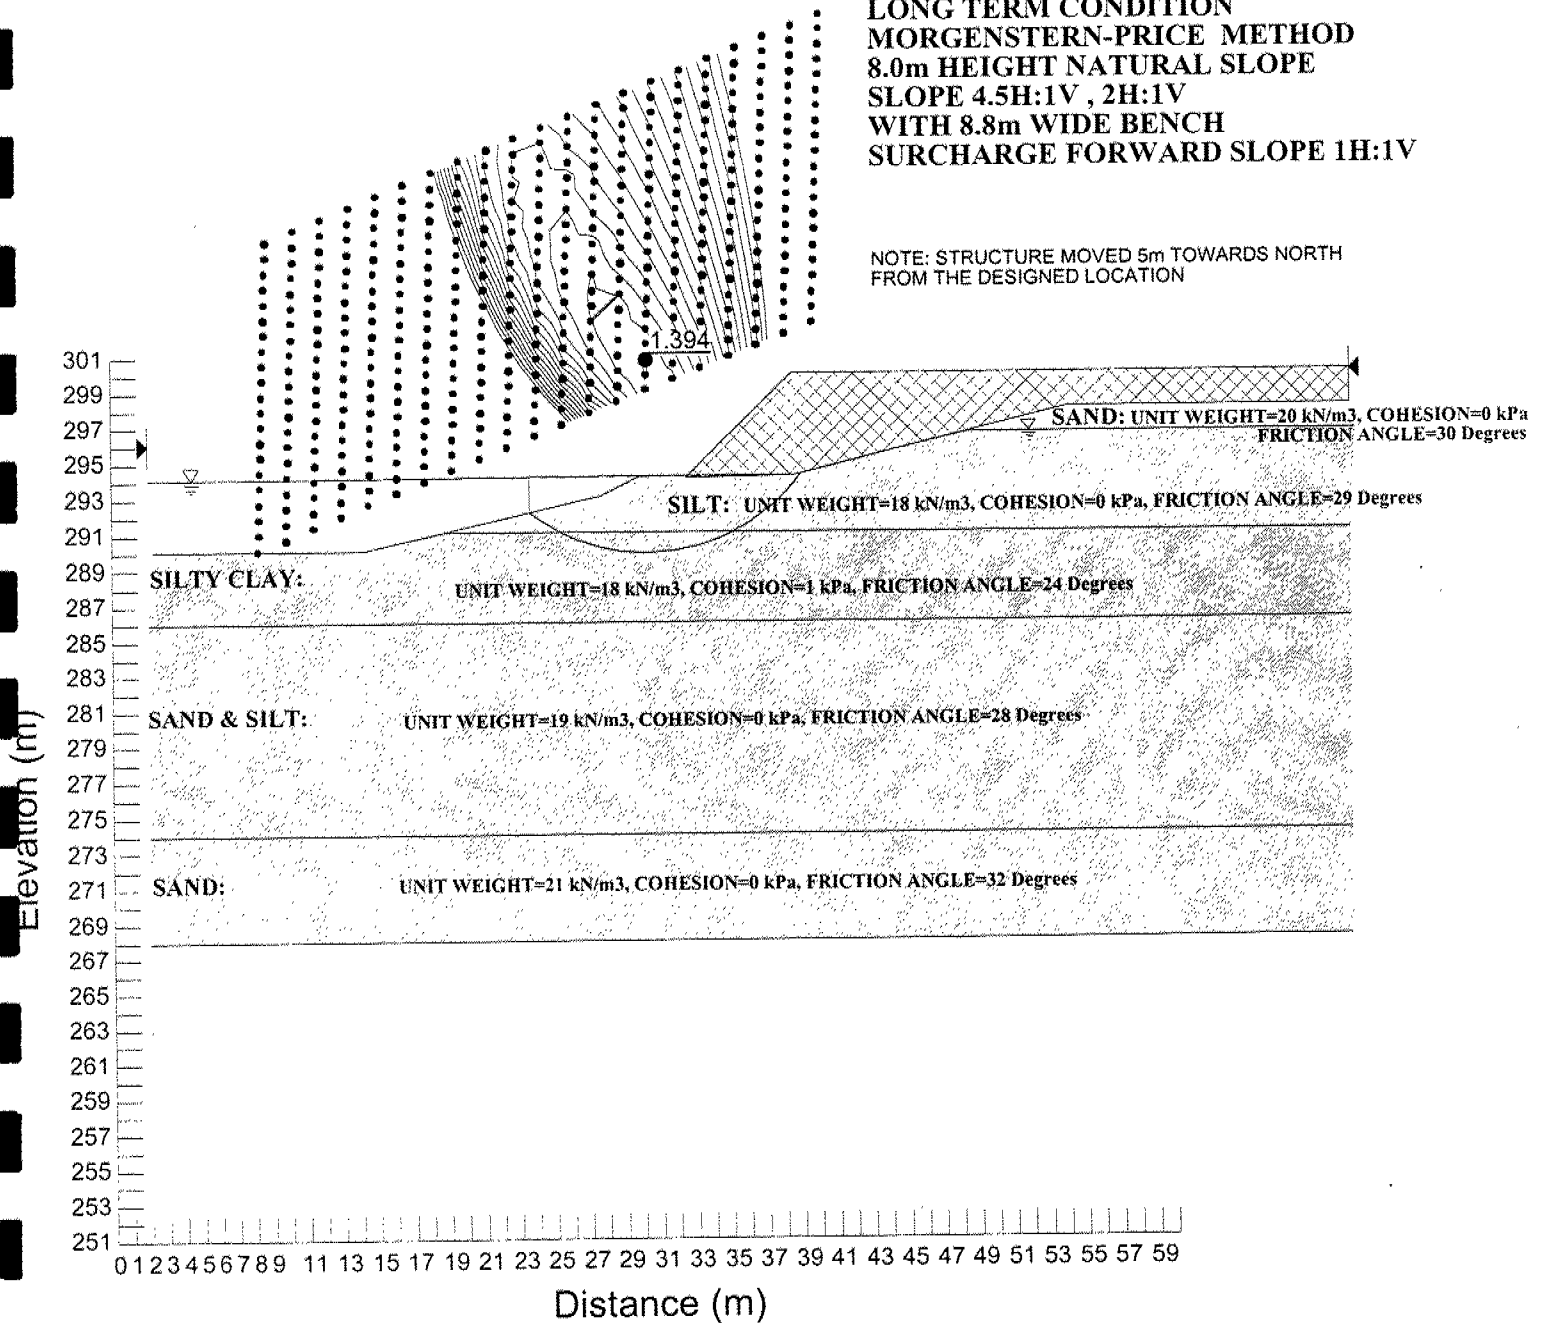 LONG TERM CONDITION
MORGENSTERN-PRICE METHOD
8.0m HEIGHT NATURAL SLOPE
SLOPE 4.5H:1V , 2H:1V
WITH 8.8m WIDE BENCH
SURCHARGE FORWARD SLOPE 1H:1V
NOTE: STRUCTURE MOVED 5m TOWARDS NORTH
FROM THE DESIGNED LOCATION
1.394
301
299
297
295
293
291
289
287
285
283
281
279
277
275
273
271
269
267
265
263
261
259
257
255
253
251
Elevation (m)
SAND: UNIT WEIGHT=20 kN/m3, COHESION=0 kPa
FRICTION ANGLE=30 Degrees
SILT: UNIT WEIGHT=18 kN/m3, COHESION=0 kPa, FRICTION ANGLE=29 Degrees
SILTY CLAY: UNIT WEIGHT=18 kN/m3, COHESION=1 kPa, FRICTION ANGLE=24 Degrees
SAND & SILT: UNIT WEIGHT=19 kN/m3, COHESION=0 kPa, FRICTION ANGLE=28 Degrees
SAND: UNIT WEIGHT=21 kN/m3, COHESION=0 kPa, FRICTION ANGLE=32 Degrees
0 1 2 3 4 5 6 7 8 9 11 13 15 17 19 21 23 25 27 29 31 33 35 37 39 41 43 45 47 49 51 53 55 57 59
Distance (m)